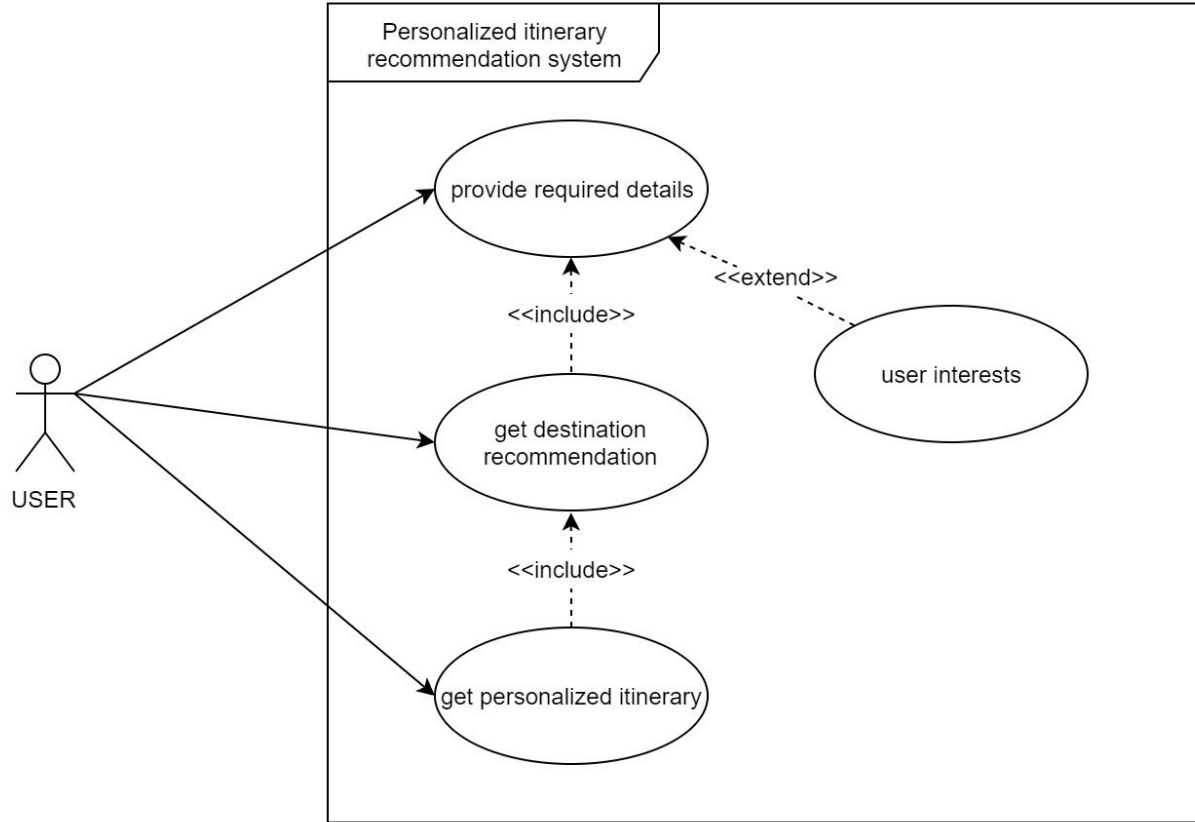 Personalized itinerary
recommendation system
provide required details
<<extend>>
<<include>>
user interests
get destination
recommendation
USER
<<include>>
get personalized itinerary